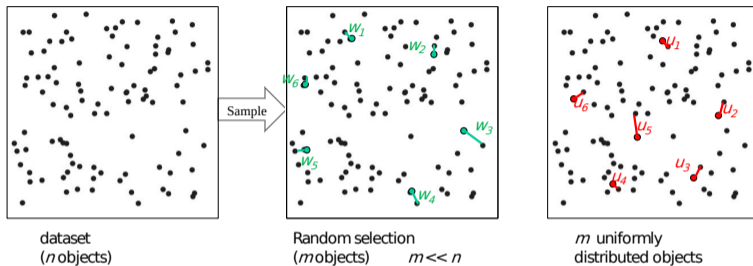 w1
w2
w3
w4
w5
w6
Sample
u1
u2
u3
u4
u5
u6
dataset
(n objects)
Random selection
(m objects) m << n
m uniformly
distributed objects